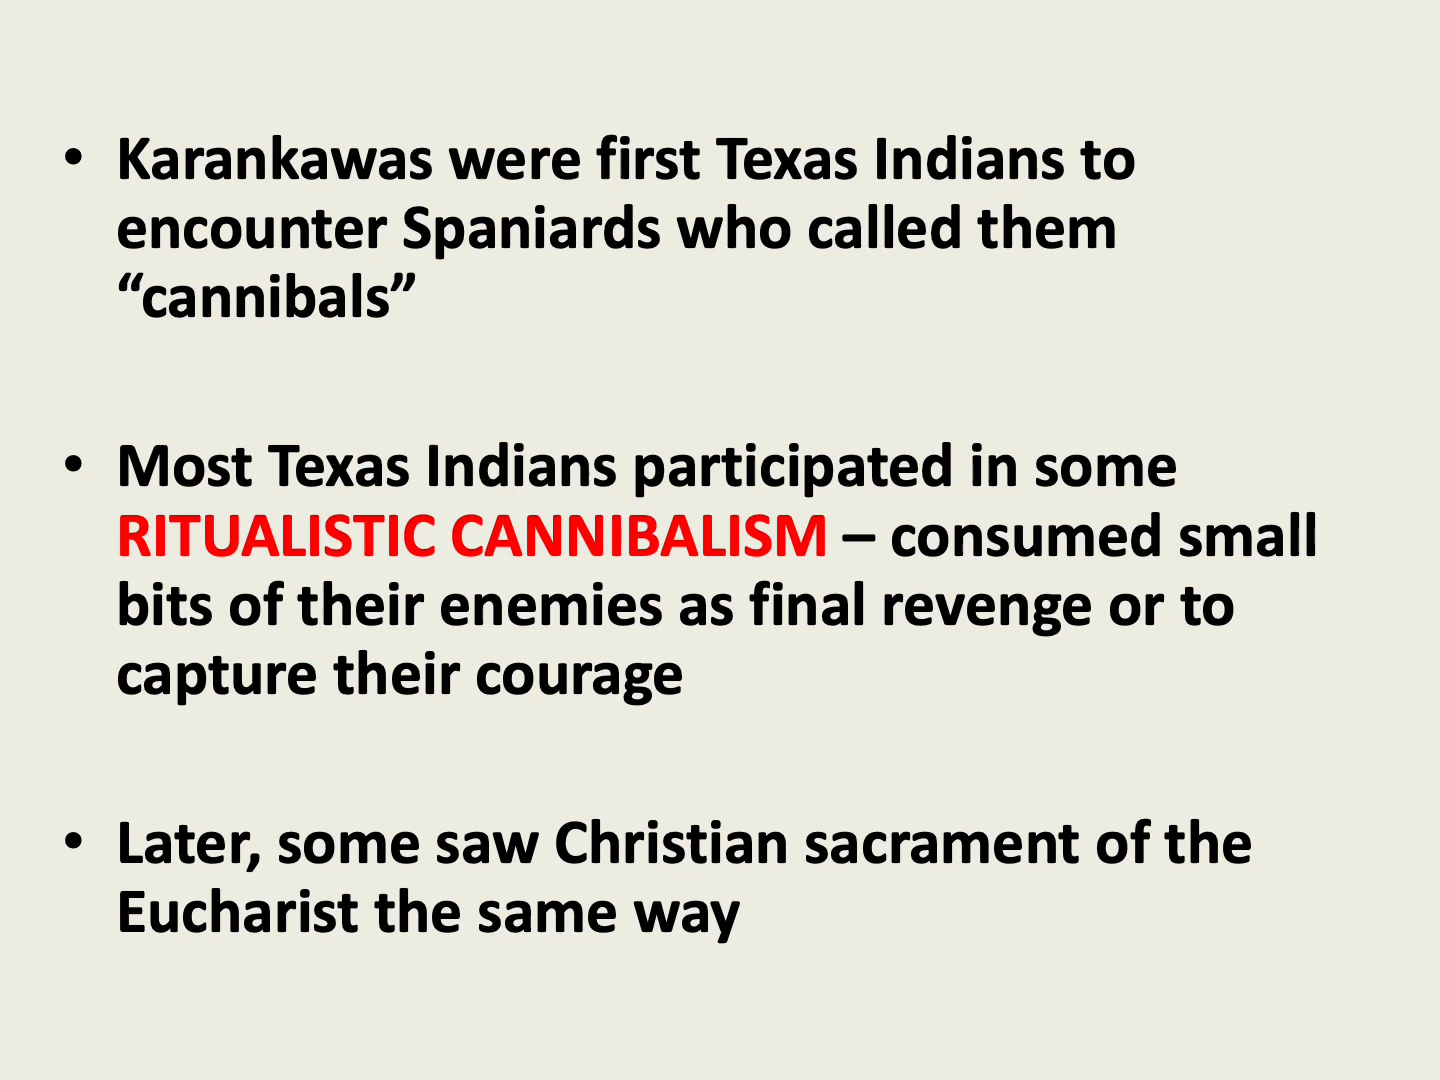 • Karankawas were first Texas Indians to
encounter Spaniards who called them
“cannibals”
• Most Texas Indians participated in some
RITUALISTIC CANNIBALISM – consumed small
bits of their enemies as final revenge or to
capture their courage
• Later, some saw Christian sacrament of the
Eucharist the same way